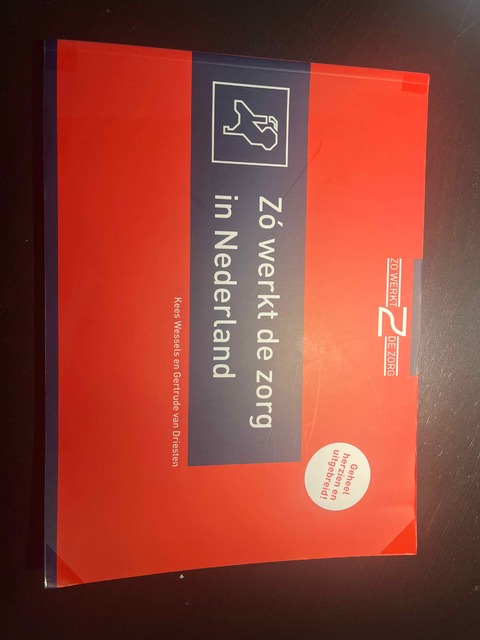 ZO WERKT
DE ZORG
Zó werkt de zorg
in Nederland
Kees Wessels en Gertrude van Driesten
Geheel
herzien en
uitgebreid!